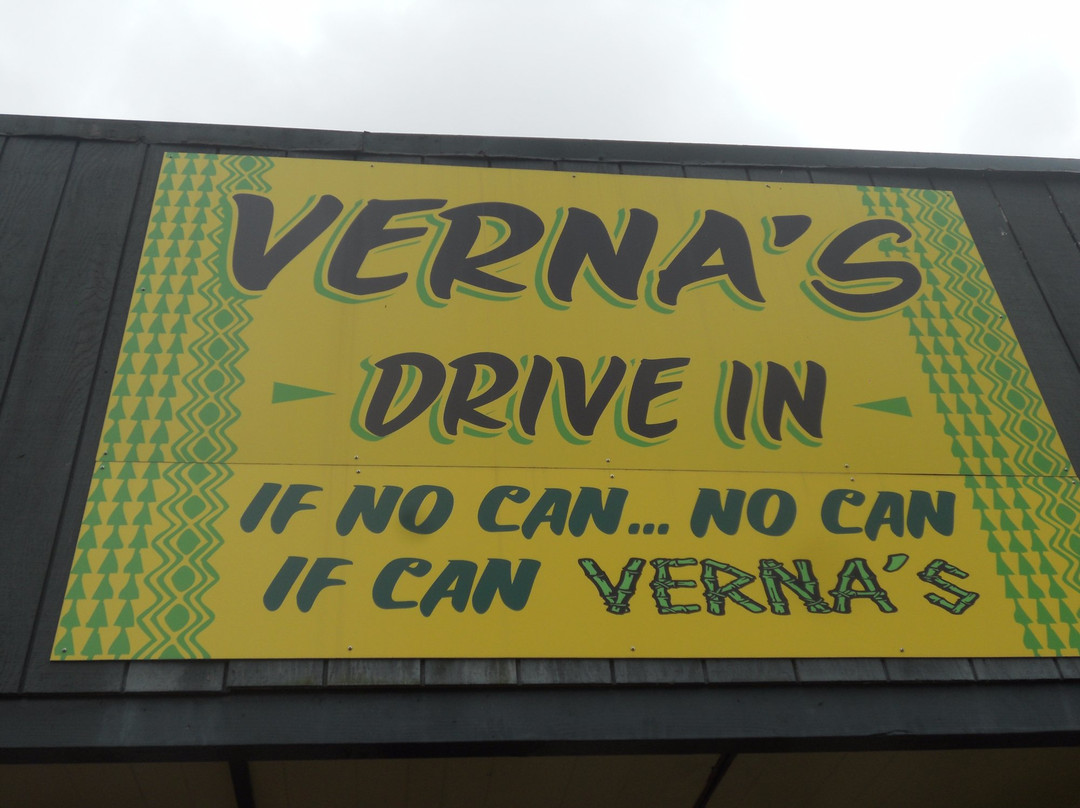 VERNA'S
DRIVE IN
IF NO CAN... NO CAN
IF CAN VERNA'S